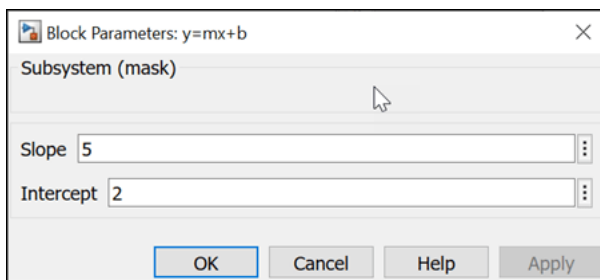 Block Parameters: y=mx+b
Subsystem (mask)
Slope 5
Intercept 2
OK Cancel Help Apply